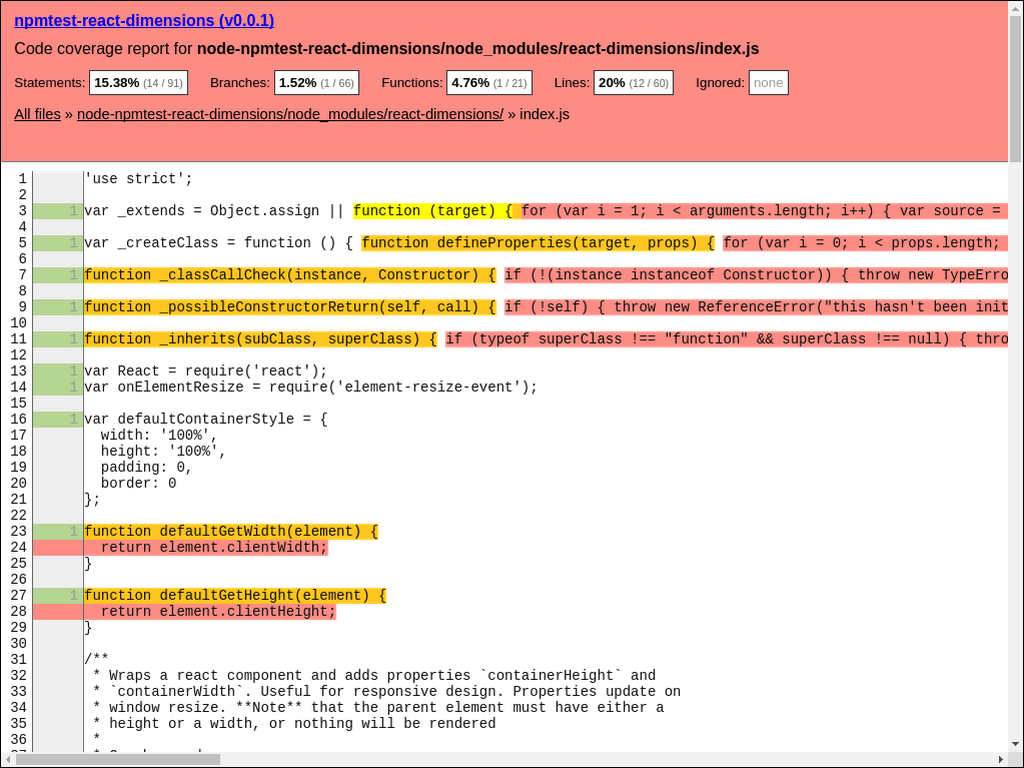 npmtest-react-dimensions (v0.0.1)
Code coverage report for node-npmtest-react-dimensions/node_modules/react-dimensions/index.js
Statements: 15.38% (14 / 91) Branches: 1.52% (1 / 66) Functions: 4.76% (1 / 21) Lines: 20% (12 / 60) Ignored: none
All files » node-npmtest-react-dimensions/node_modules/react-dimensions/ » index.js
1 'use strict';
2
3 1 var _extends = Object.assign || function (target) { for (var i = 1; i < arguments.length; i++) { var source =
4
5 1 var _createClass = function () { function defineProperties(target, props) { for (var i = 0; i < props.length;
6
7 1 function _classCallCheck(instance, Constructor) { if (!(instance instanceof Constructor)) { throw new TypeErro
8
9 1 function _possibleConstructorReturn(self, call) { if (!self) { throw new ReferenceError("this hasn't been init
10
11 1 function _inherits(subClass, superClass) { if (typeof superClass !== "function" && superClass !== null) { thro
12
13 1 var React = require('react');
14 1 var onElementResize = require('element-resize-event');
15
16 1 var defaultContainerStyle = {
17 width: '100%',
18 height: '100%',
19 padding: 0,
20 border: 0
21 };
22
23 1 function defaultGetWidth(element) {
24 return element.clientWidth;
25 }
26
27 1 function defaultGetHeight(element) {
28 return element.clientHeight;
29 }
30
31 /**
32 * Wraps a react component and adds properties `containerHeight` and
33 * `containerWidth`. Useful for responsive design. Properties update on
34 * window resize. **Note** that the parent element must have either a
35 * height or a width, or nothing will be rendered
36 *